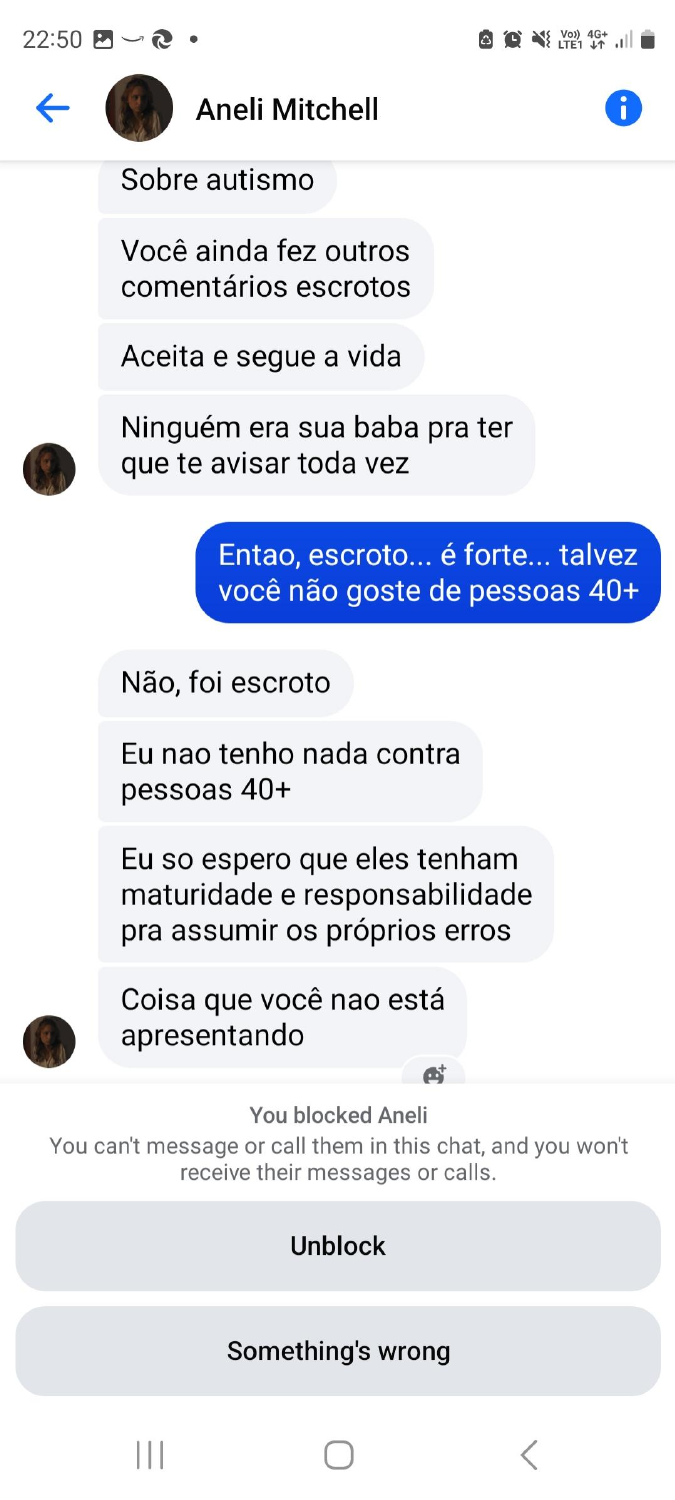 22:50
Vo))
LTE1
4G+
Aneli Mitchell
Sobre autismo
Você ainda fez outros
comentários escrotos
Aceita e segue a vida
Ninguém era sua baba pra ter
que te avisar toda vez
Entao, escroto... é forte... talvez
você não goste de pessoas 40+
Não, foi escroto
Eu nao tenho nada contra
pessoas 40+
Eu so espero que eles tenham
maturidade e responsabilidade
pra assumir os próprios erros
Coisa que você nao está
apresentando
You blocked Aneli
You can't message or call them in this chat, and you won't
receive their messages or calls.
Unblock
Something's wrong